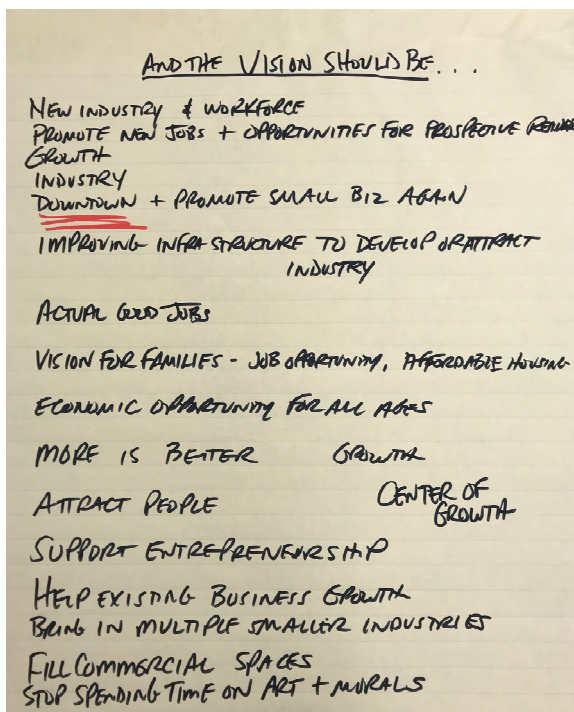 AND THE VISION SHOULD BE...
NEW INDUSTRY & WORKFORCE
PROMOTE NEW JOBS + OPPORTUNITIES FOR PROSPECTIVE
GROWTH
INDUSTRY
DOWNTOWN + PROMOTE SMALL BIZ AGAIN
IMPROVING INFRASTRUCTURE TO DEVELOP OR ATTRACT
INDUSTRY
ACTUAL GOOD JOBS
VISION FOR FAMILIES - JOB OPPORTUNITY, AFFORDABLE HOUSING
ECONOMIC OPPORTUNITY FOR ALL AGES
MORE IS BETTER GROWTH
ATTRACT PEOPLE
CENTER OF
GROWTH
SUPPORT ENTREPRENEURSHIP
HELP EXISTING BUSINESS GROWTH
BRING IN MULTIPLE SMALLER INDUSTRIES
FILL COMMERCIAL SPACES
STOP SPENDING TIME ON ART + MURALS